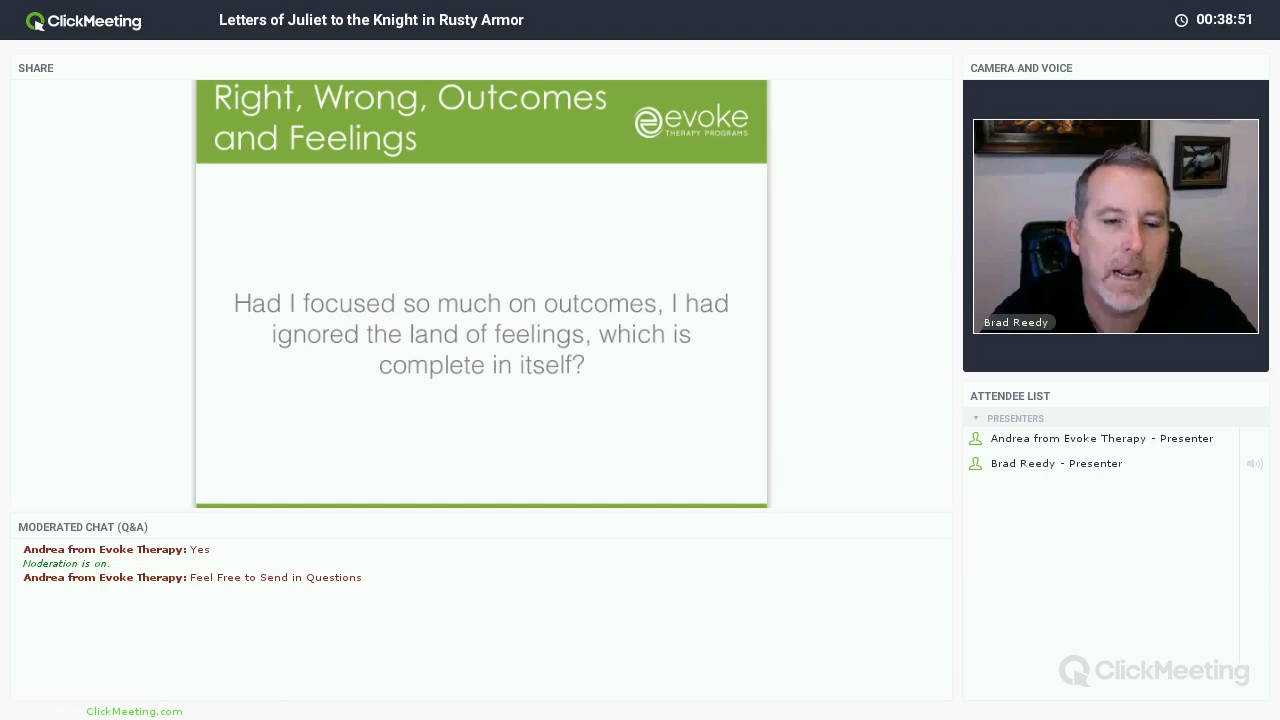 ClickMeeting
Letters of Juliet to the Knight in Rusty Armor
00:38:51
SHARE
Right, Wrong, Outcomes
and Feelings
evoke
THERAPY PROGRAMS
Had I focused so much on outcomes, I had
ignored the land of feelings, which is
complete in itself?
CAMERA AND VOICE
Brad Reedy
ATTENDEE LIST
PRESENTERS
Andrea from Evoke Therapy - Presenter
Brad Reedy - Presenter
MODERATED CHAT (Q&A)
Andrea from Evoke Therapy: Yes
Moderation is on.
Andrea from Evoke Therapy: Feel Free to Send in Questions
ClickMeeting
ClickMeeting.com